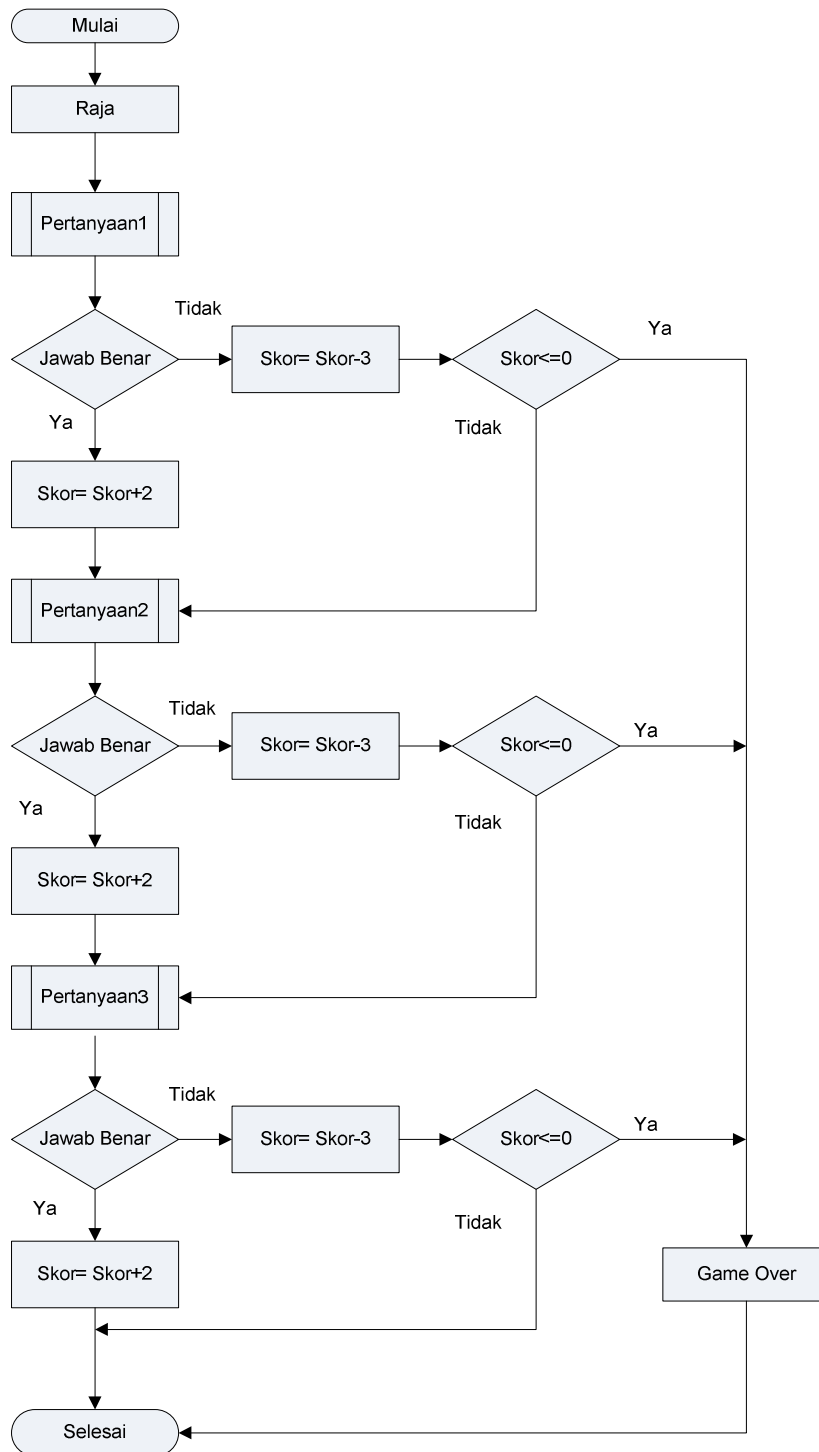 Mulai
Raja
Pertanyaan1
Tidak
Ya
Jawab Benar
Skor= Skor-3
Skor<=0
Ya
Tidak
Skor= Skor+2
Pertanyaan2
Tidak
Ya
Jawab Benar
Skor= Skor-3
Skor<=0
Ya
Tidak
Skor= Skor+2
Pertanyaan3
Tidak
Ya
Jawab Benar
Skor= Skor-3
Skor<=0
Ya
Tidak
Skor= Skor+2
Game Over
Selesai